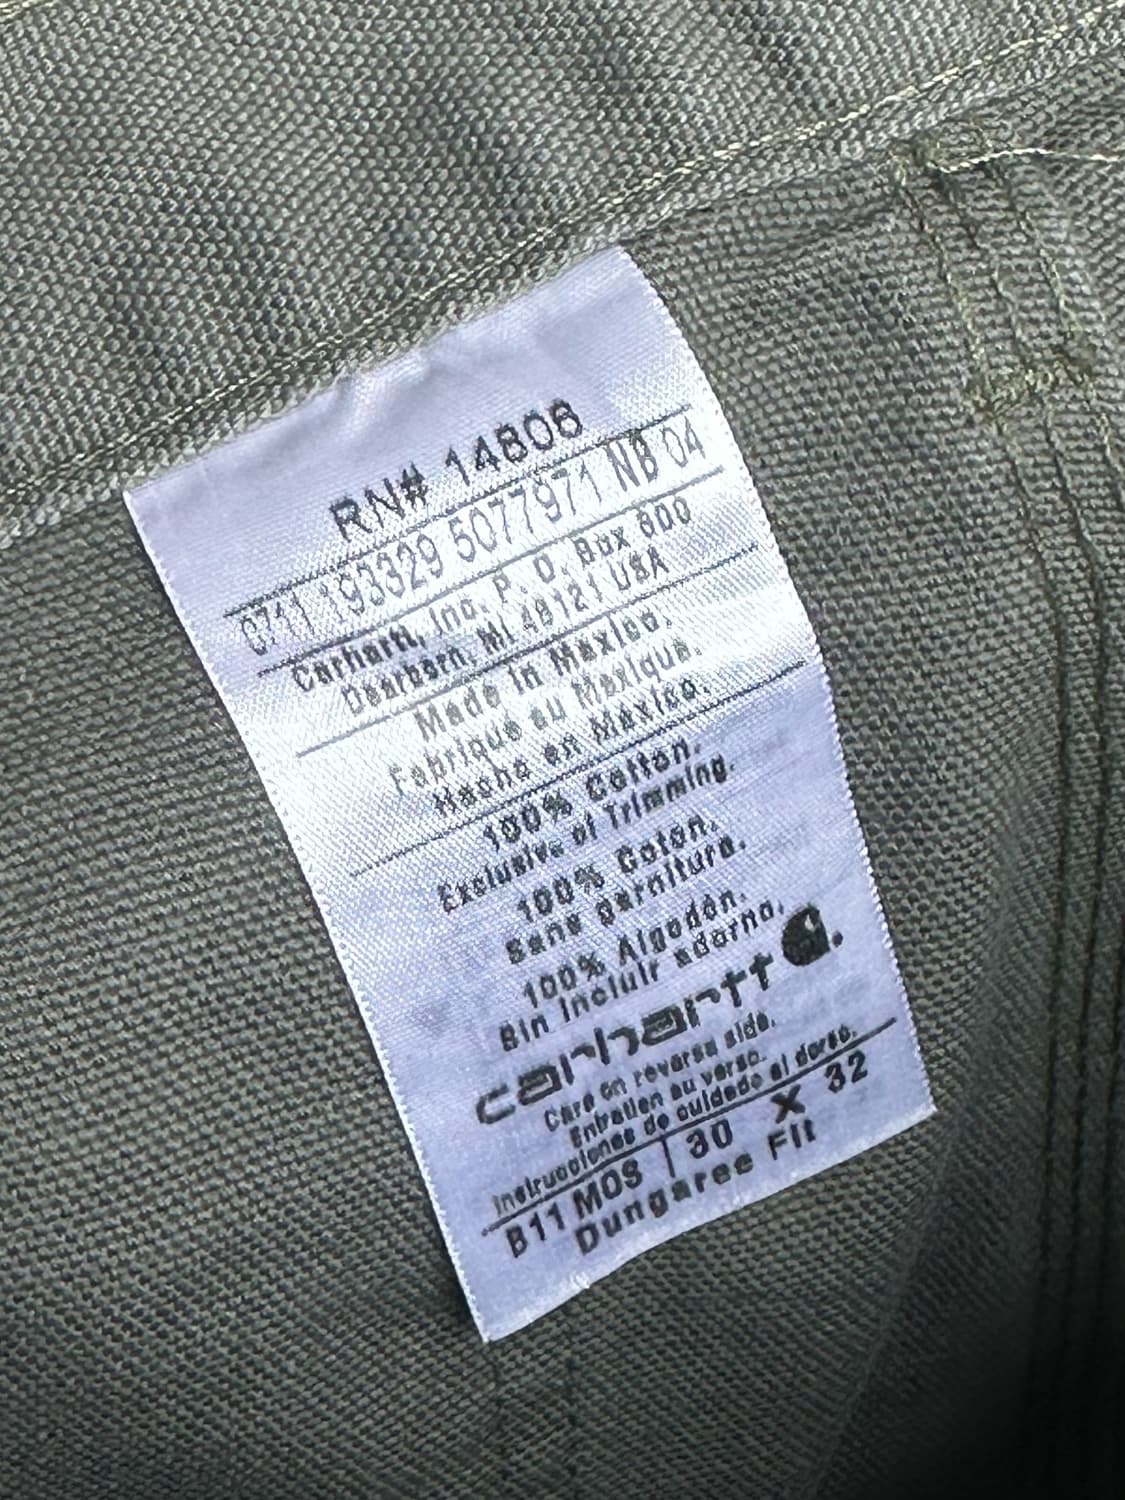 RN# 14806
0711 193329 5077971 NB 04
Carhartt, Inc. P. O. Box 600
Dearborn, MI 48121 USA
Made in Mexico.
Fabriqué au Mexique.
Hecho en Mexico.
100% Cotton.
Exclusive of Trimming.
100% Coton.
Sans garniture.
100% Algodón.
Sin incluir adorno.
carhartt
Care on reverse side.
Entretien au verso.
Instrucciones de cuidado al dorso.
B11 MOS | 30 X 32
Dungaree Fit